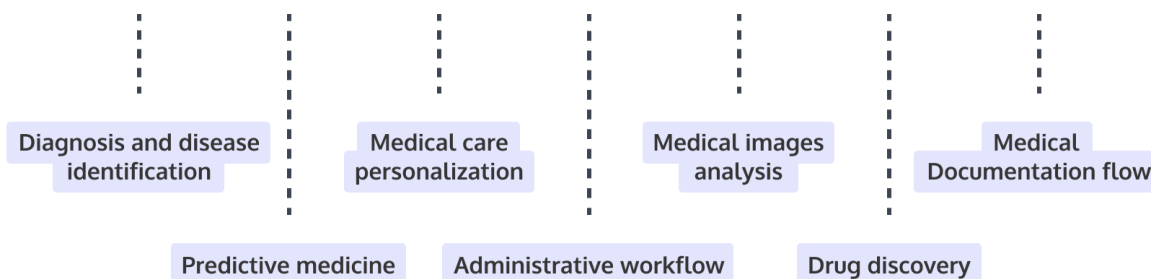 Diagnosis and disease
identification
Medical care
personalization
Medical images
analysis
Medical
Documentation flow
Predictive medicine
Administrative workflow
Drug discovery